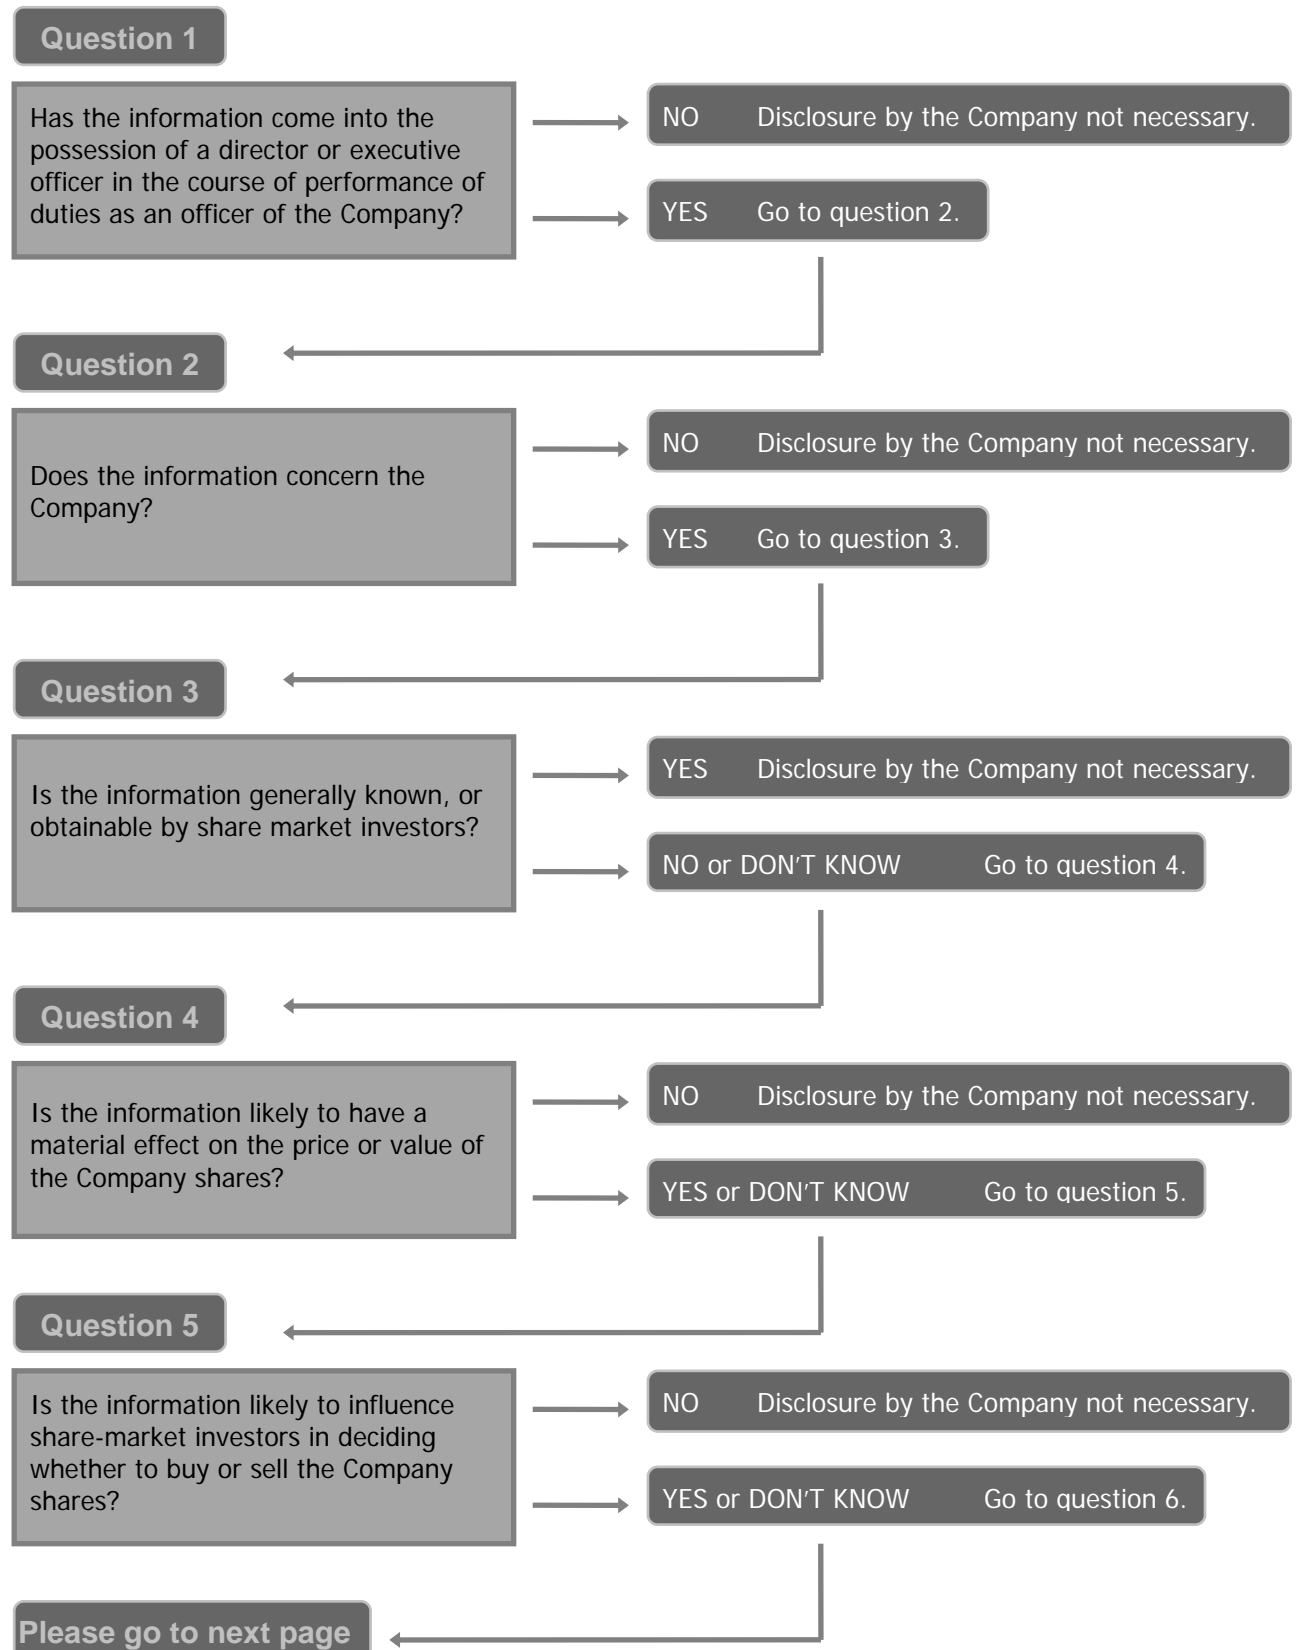 Question 1
Has the information come into the
possession of a director or executive
officer in the course of performance of
duties as an officer of the Company?
NO Disclosure by the Company not necessary.
YES Go to question 2.
Question 2
Does the information concern the
Company?
NO Disclosure by the Company not necessary.
YES Go to question 3.
Question 3
Is the information generally known, or
obtainable by share market investors?
YES Disclosure by the Company not necessary.
NO or DON'T KNOW Go to question 4.
Question 4
Is the information likely to have a
material effect on the price or value of
the Company shares?
NO Disclosure by the Company not necessary.
YES or DON'T KNOW Go to question 5.
Question 5
Is the information likely to influence
share-market investors in deciding
whether to buy or sell the Company
shares?
NO Disclosure by the Company not necessary.
YES or DON'T KNOW Go to question 6.
Please go to next page